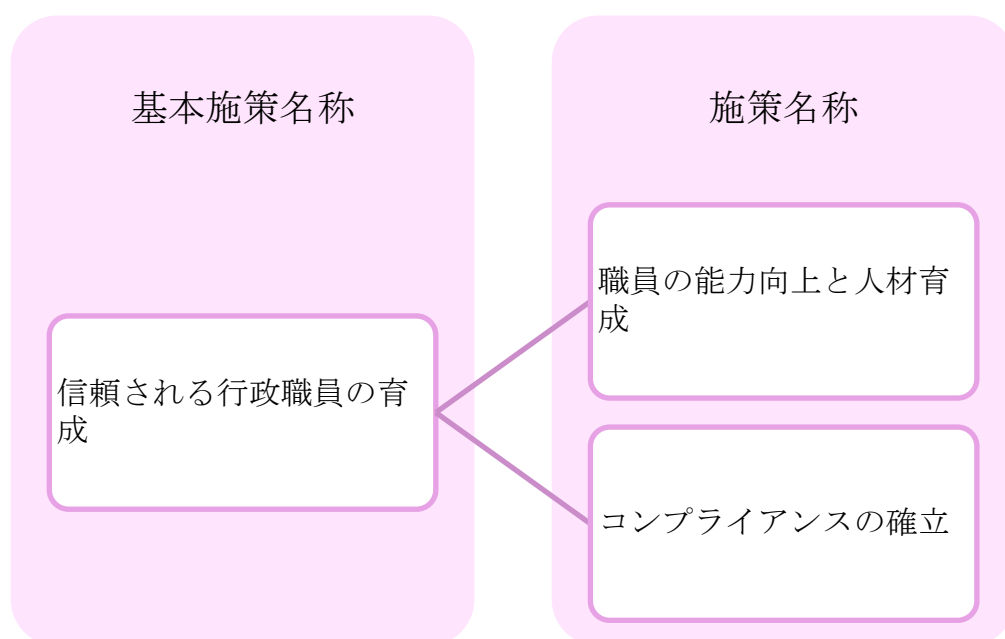 基本施策名称
施策名称
信頼される行政職員の育
成
職員の能力向上と人材育
成
コンプライアンスの確立